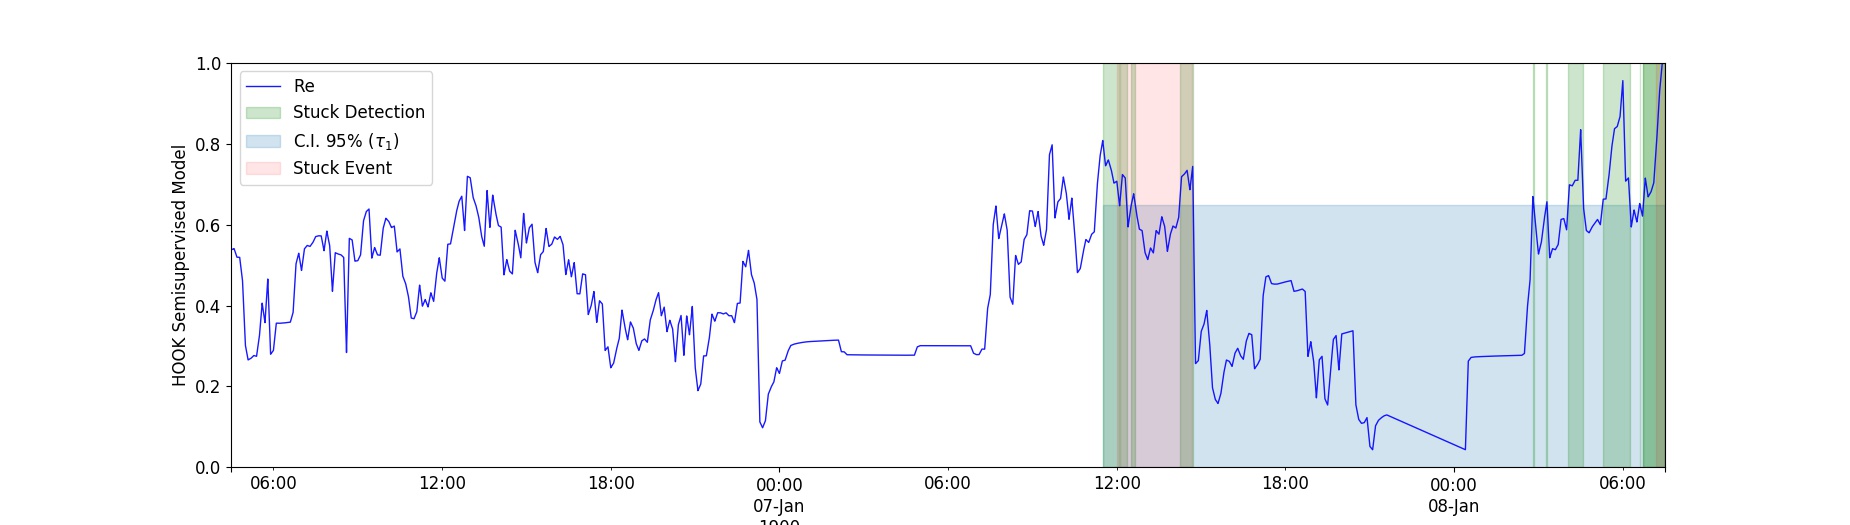 HOOK Semisupervised Model
1.0
0.8
0.6
0.4
0.2
0.0
Re
Stuck Detection
C.I. 95% (τ₁)
Stuck Event
06:00
12:00
18:00
00:00
07-Jan
1900
06:00
12:00
18:00
00:00
08-Jan
06:00